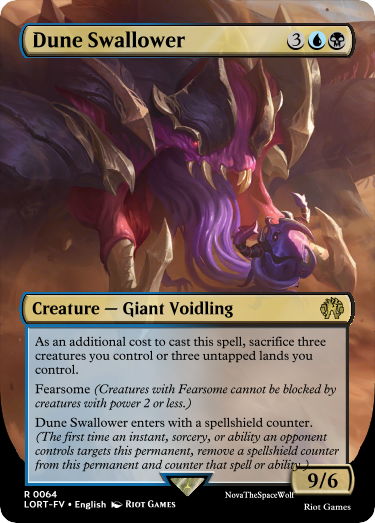 Dune Swallower 3
Creature — Giant Voidling
As an additional cost to cast this spell, sacrifice three
creatures you control or three untapped lands you
control.
Fearsome (Creatures with Fearsome cannot be blocked by
creatures with power 2 or less.)
Dune Swallower enters with a spellshield counter.
(The first time an instant, sorcery, or ability an opponent
controls targets this permanent, remove a spellshield counter
from this permanent and counter that spell or ability.)
9/6
R 0064
NovaTheSpaceWolf
LORT-FV • English Riot Games
Riot Games